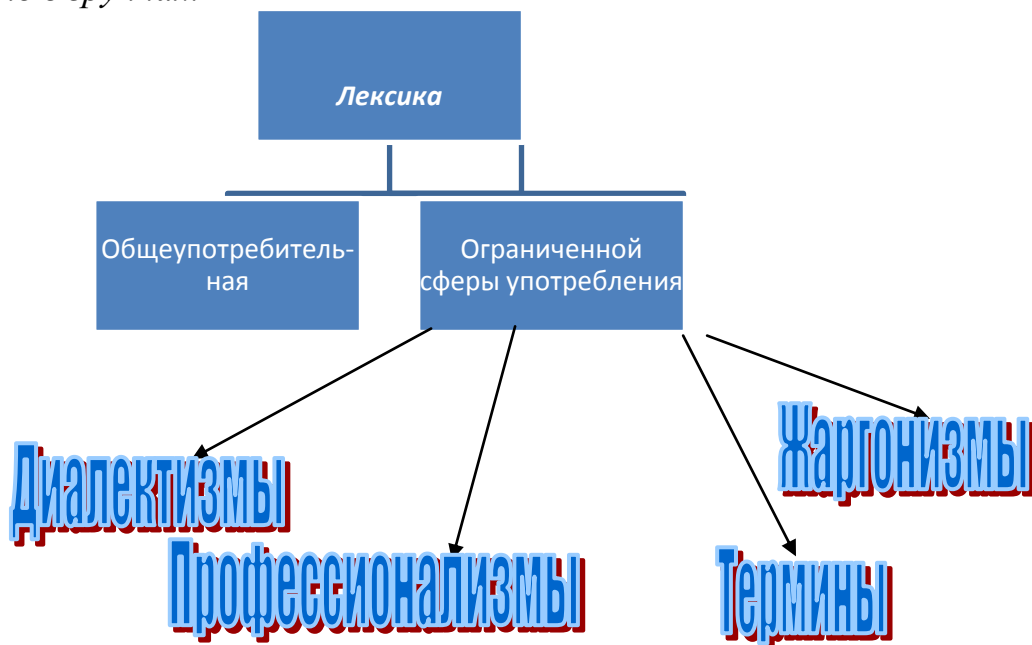 Лексика
Общеупотребитель-
ная
Ограниченной
сферы употребления
Жаргонизмы
Диалектизмы
Профессионализмы
Термины